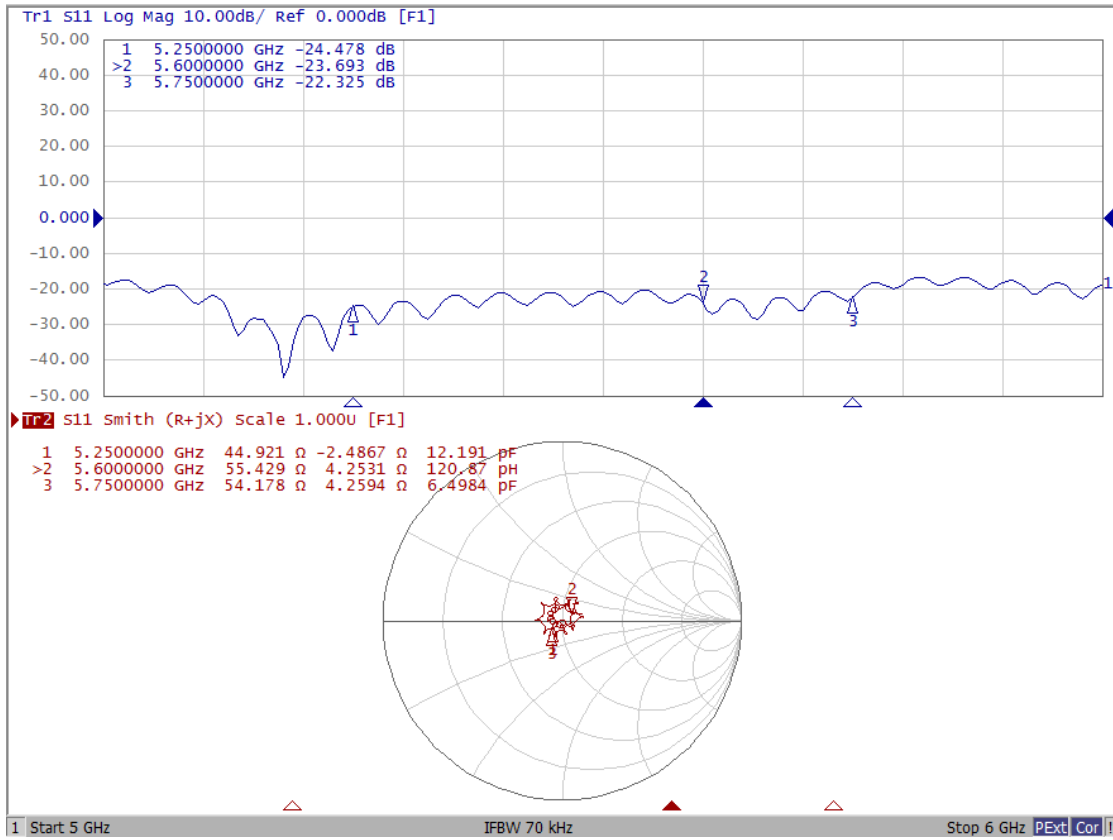 Tr1 S11 Log Mag 10.00dB/ Ref 0.000dB [F1]
50.00
1 5.2500000 GHz -24.478 dB
>2 5.6000000 GHz -23.693 dB
3 5.7500000 GHz -22.325 dB
40.00
30.00
20.00
10.00
0.000
-10.00
-20.00
-30.00
-40.00
-50.00
1
2
3
1
Tr2 S11 Smith (R+jX) Scale 1.000U [F1]
1 5.2500000 GHz 44.921 Ω -2.4867 Ω 12.191 pF
>2 5.6000000 GHz 55.429 Ω 4.2531 Ω 120.87 pH
3 5.7500000 GHz 54.178 Ω 4.2594 Ω 6.4984 pF
2
3
1 Start 5 GHz IFBW 70 kHz Stop 6 GHz PExt Cor